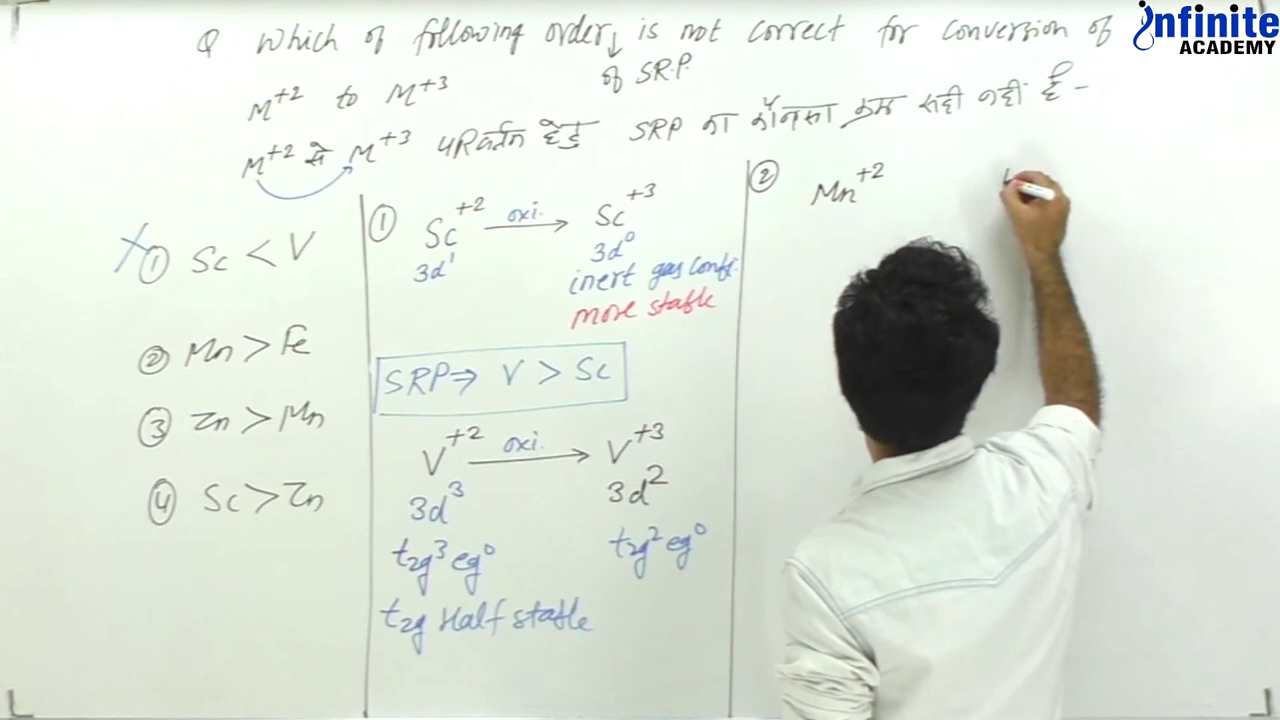 Infinite
ACADEMY
Q Which of following order↓ is not correct for conversion of
of S.R.P.
M+2 to M+3
M+2 से M+3 परिवर्तन हेतु SRP का कौनसा क्रम सही नहीं है -
① Sc < V
② Mn > Fe
③ Zn > Mn
④ Sc > Zn
① Sc+2 oxi. → Sc+3
3d¹ 3d⁰
inert gas confi.
more stable
SRP ⇒ V > Sc
V+2 oxi. → V+3
3d³ 3d²
t₂g³ eg⁰ t₂g² eg⁰
t₂g Half stable
② Mn+2